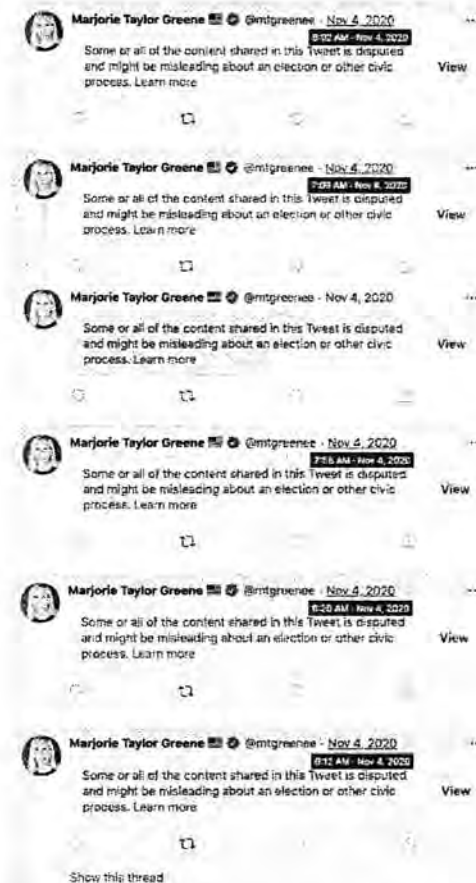 Marjorie Taylor Greene @mtgreenee · Nov 4, 2020
AM · Nov 4, 2020
Some or all of the content shared in this Tweet is disputed
and might be misleading about an election or other civic
process. Learn more
View
Marjorie Taylor Greene @mtgreenee · Nov 4, 2020
AM · Nov 4, 2020
Some or all of the content shared in this Tweet is disputed
and might be misleading about an election or other civic
process. Learn more
View
Marjorie Taylor Greene @mtgreenee · Nov 4, 2020
Some or all of the content shared in this Tweet is disputed
and might be misleading about an election or other civic
process. Learn more
View
Marjorie Taylor Greene @mtgreenee · Nov 4, 2020
AM · Nov 4, 2020
Some or all of the content shared in this Tweet is disputed
and might be misleading about an election or other civic
process. Learn more
View
Marjorie Taylor Greene @mtgreenee · Nov 4, 2020
AM · Nov 4, 2020
Some or all of the content shared in this Tweet is disputed
and might be misleading about an election or other civic
process. Learn more
View
Marjorie Taylor Greene @mtgreenee · Nov 4, 2020
6:12 AM · Nov 4, 2020
Some or all of the content shared in this Tweet is disputed
and might be misleading about an election or other civic
process. Learn more
View
Show this thread